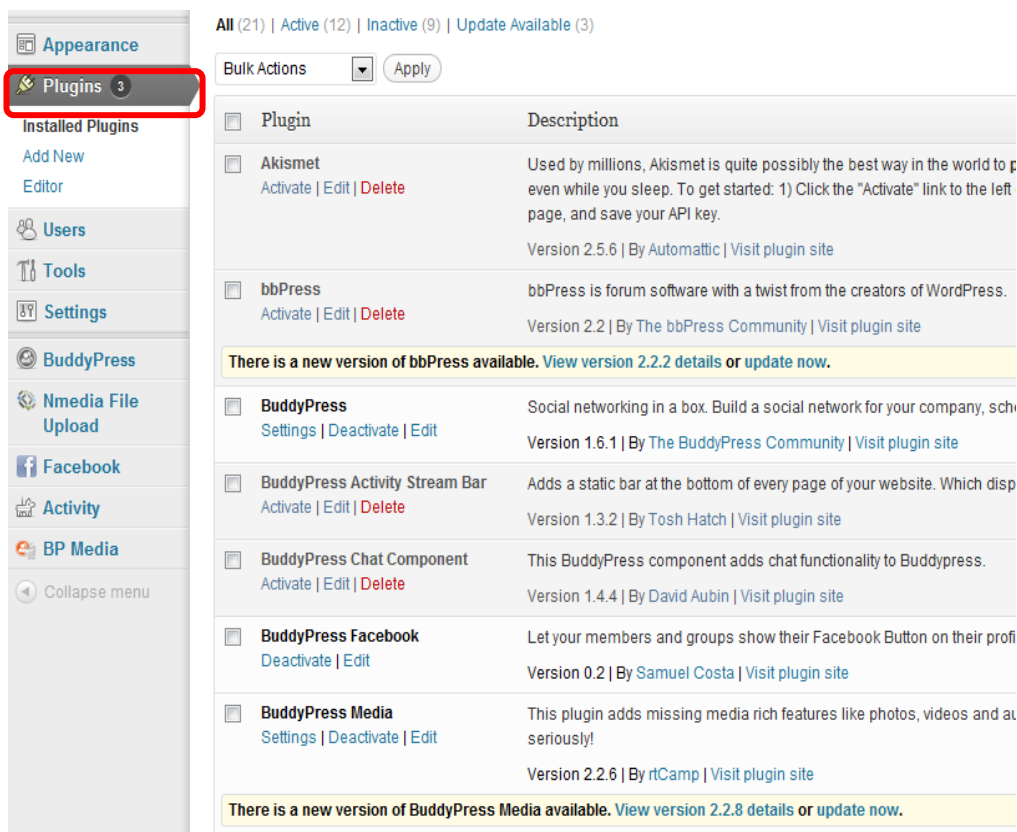 Appearance
Plugins 3
Installed Plugins
Add New
Editor
Users
Tools
Settings
BuddyPress
Nmedia File
Upload
Facebook
Activity
BP Media
Collapse menu
All (21) | Active (12) | Inactive (9) | Update Available (3)
Bulk Actions Apply
Plugin Description
Akismet
Activate | Edit | Delete
Used by millions, Akismet is quite possibly the best way in the world to p
even while you sleep. To get started: 1) Click the "Activate" link to the left
page, and save your API key.
Version 2.5.6 | By Automattic | Visit plugin site
bbPress
Activate | Edit | Delete
bbPress is forum software with a twist from the creators of WordPress.
Version 2.2 | By The bbPress Community | Visit plugin site
There is a new version of bbPress available. View version 2.2.2 details or update now.
BuddyPress
Settings | Deactivate | Edit
Social networking in a box. Build a social network for your company, sch
Version 1.6.1 | By The BuddyPress Community | Visit plugin site
BuddyPress Activity Stream Bar
Activate | Edit | Delete
Adds a static bar at the bottom of every page of your website. Which disp
Version 1.3.2 | By Tosh Hatch | Visit plugin site
BuddyPress Chat Component
Activate | Edit | Delete
This BuddyPress component adds chat functionality to Buddypress.
Version 1.4.4 | By David Aubin | Visit plugin site
BuddyPress Facebook
Deactivate | Edit
Let your members and groups show their Facebook Button on their profi
Version 0.2 | By Samuel Costa | Visit plugin site
BuddyPress Media
Settings | Deactivate | Edit
This plugin adds missing media rich features like photos, videos and au
seriously!
Version 2.2.6 | By rtCamp | Visit plugin site
There is a new version of BuddyPress Media available. View version 2.2.8 details or update now.